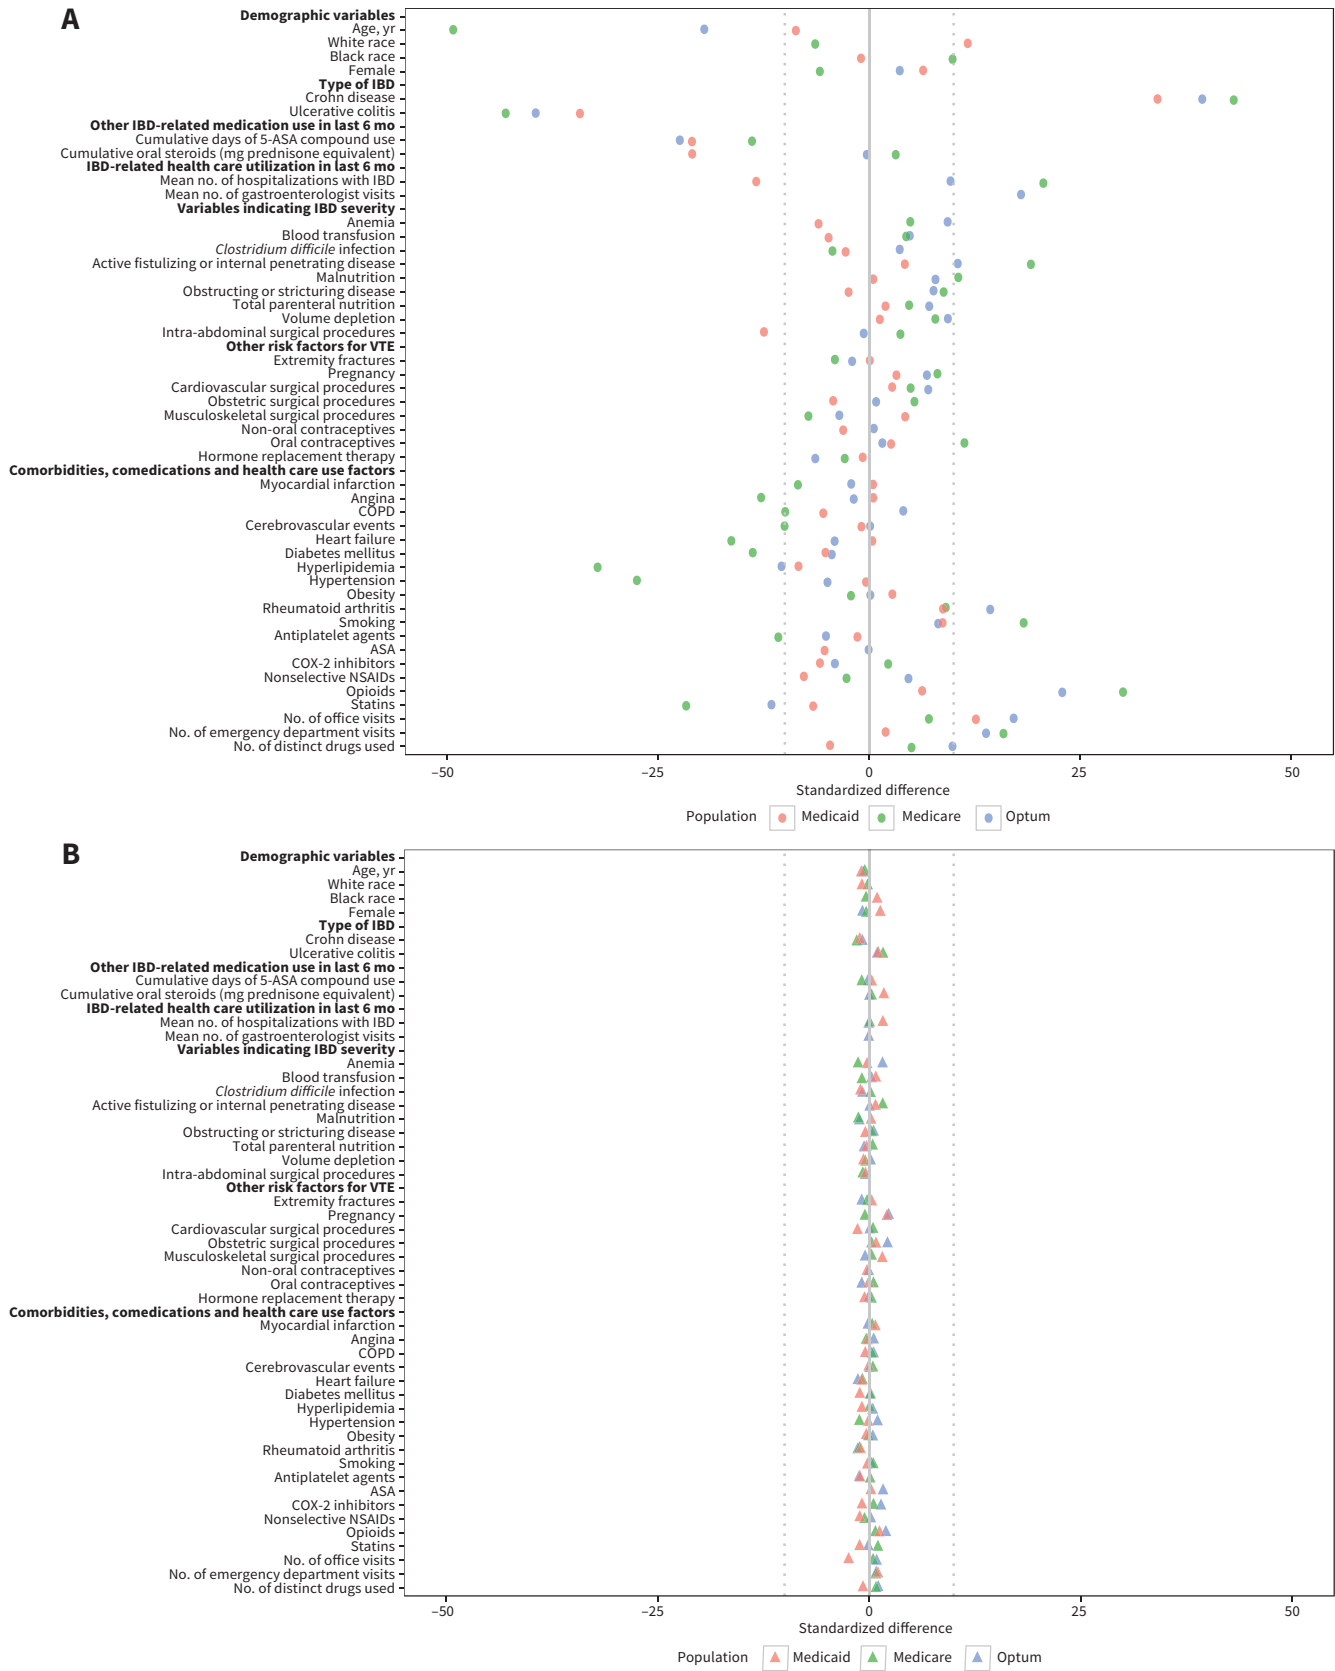 A
Demographic variables
Age, yr
White race
Black race
Female
Type of IBD
Crohn disease
Ulcerative colitis
Other IBD-related medication use in last 6 mo
Cumulative days of 5-ASA compound use
Cumulative oral steroids (mg prednisone equivalent)
IBD-related health care utilization in last 6 mo
Mean no. of hospitalizations with IBD
Mean no. of gastroenterologist visits
Variables indicating IBD severity
Anemia
Blood transfusion
Clostridium difficile infection
Active fistulizing or internal penetrating disease
Malnutrition
Obstructing or stricturing disease
Total parenteral nutrition
Volume depletion
Intra-abdominal surgical procedures
Other risk factors for VTE
Extremity fractures
Pregnancy
Cardiovascular surgical procedures
Obstetric surgical procedures
Musculoskeletal surgical procedures
Non-oral contraceptives
Oral contraceptives
Hormone replacement therapy
Comorbidities, comedications and health care use factors
Myocardial infarction
Angina
COPD
Cerebrovascular events
Heart failure
Diabetes mellitus
Hyperlipidemia
Hypertension
Obesity
Rheumatoid arthritis
Smoking
Antiplatelet agents
ASA
COX-2 inhibitors
Nonselective NSAIDs
Opioids
Statins
No. of office visits
No. of emergency department visits
No. of distinct drugs used
–50 –25 0 25 50
Standardized difference
Population Medicaid Medicare Optum
B
Demographic variables
Age, yr
White race
Black race
Female
Type of IBD
Crohn disease
Ulcerative colitis
Other IBD-related medication use in last 6 mo
Cumulative days of 5-ASA compound use
Cumulative oral steroids (mg prednisone equivalent)
IBD-related health care utilization in last 6 mo
Mean no. of hospitalizations with IBD
Mean no. of gastroenterologist visits
Variables indicating IBD severity
Anemia
Blood transfusion
Clostridium difficile infection
Active fistulizing or internal penetrating disease
Malnutrition
Obstructing or stricturing disease
Total parenteral nutrition
Volume depletion
Intra-abdominal surgical procedures
Other risk factors for VTE
Extremity fractures
Pregnancy
Cardiovascular surgical procedures
Obstetric surgical procedures
Musculoskeletal surgical procedures
Non-oral contraceptives
Oral contraceptives
Hormone replacement therapy
Comorbidities, comedications and health care use factors
Myocardial infarction
Angina
COPD
Cerebrovascular events
Heart failure
Diabetes mellitus
Hyperlipidemia
Hypertension
Obesity
Rheumatoid arthritis
Smoking
Antiplatelet agents
ASA
COX-2 inhibitors
Nonselective NSAIDs
Opioids
Statins
No. of office visits
No. of emergency department visits
No. of distinct drugs used
–50 –25 0 25 50
Standardized difference
Population Medicaid Medicare Optum